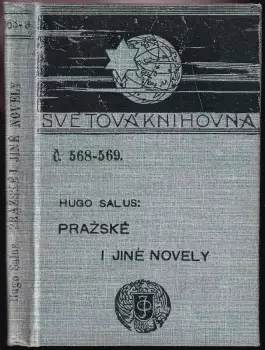 SVĚTOVÁ KNIHOVNA
Č. 568-569.
HUGO SALUS:
PRAŽSKÉ
I JINÉ NOVELY
Hugo Salus: PRAŽSKÉ I JINÉ NOVELY